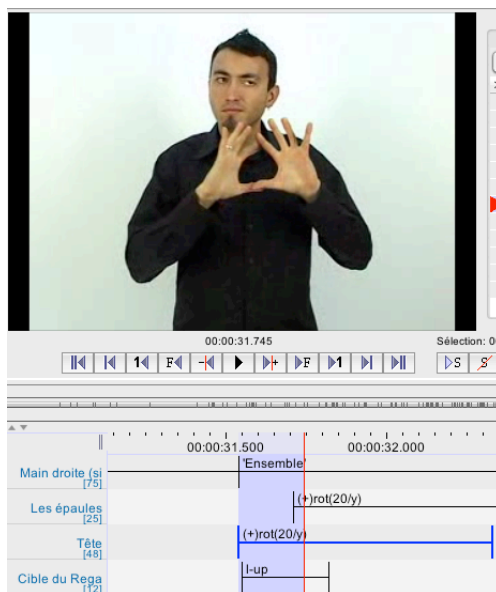 00:00:31.745
Sélection: 0
1
F
F
1
S
S
00:00:31.500
00:00:32.000
Main droite (si
[75]
'Ensemble'
Les épaules
[25]
(+)rot(20/y)
Tête
[48]
(+)rot(20/y)
Cible du Rega
[12]
l-up